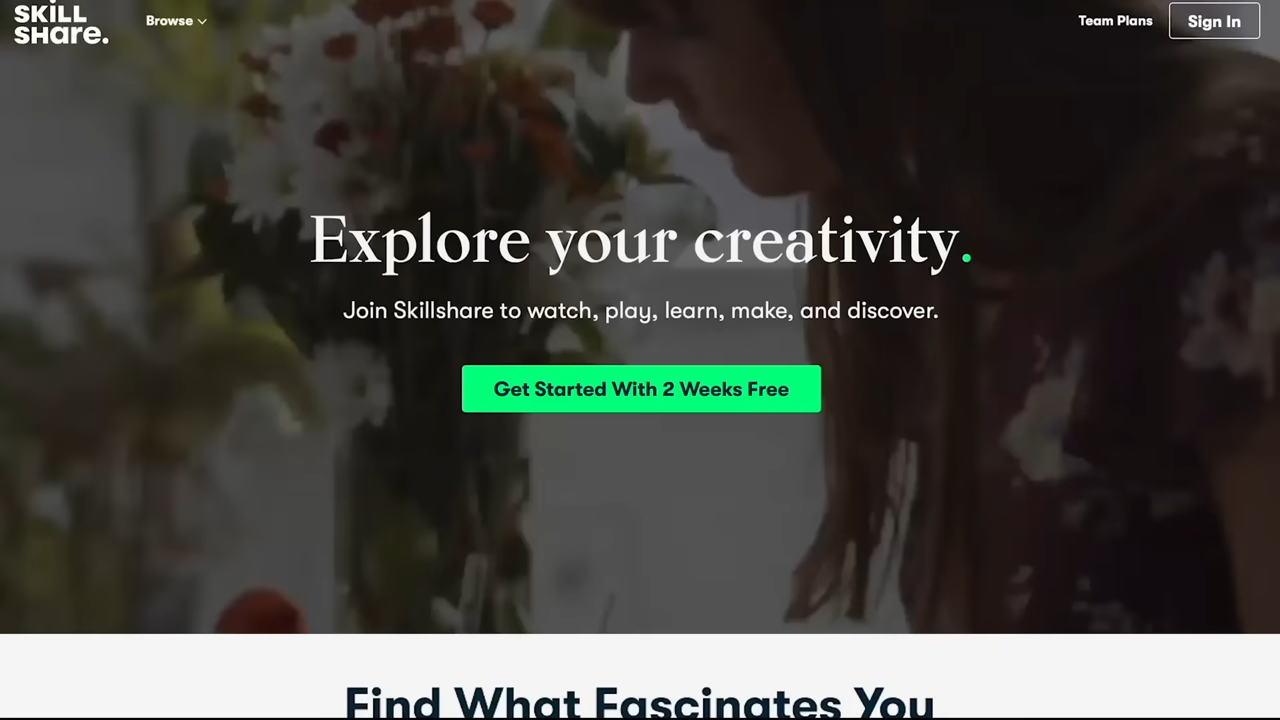 SKiLL
SHare.
Browse
Team Plans
Sign In
Explore your creativity.
Join Skillshare to watch, play, learn, make, and discover.
Get Started With 2 Weeks Free
Find What Fascinates You